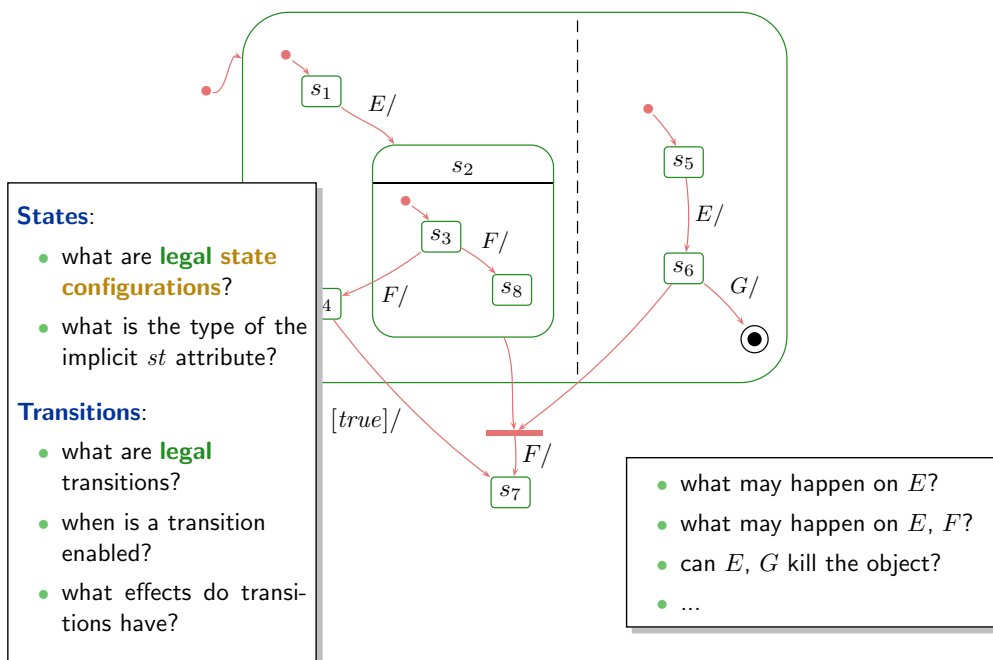 s1
E/
s2
s5
E/
s3
F/
s8
F/
4
s6
G/
[true]/
F/
s7
States:
• what are legal state
configurations?
• what is the type of the
implicit st attribute?
Transitions:
• what are legal
transitions?
• when is a transition
enabled?
• what effects do transi-
tions have?
• what may happen on E?
• what may happen on E, F?
• can E, G kill the object?
• ...